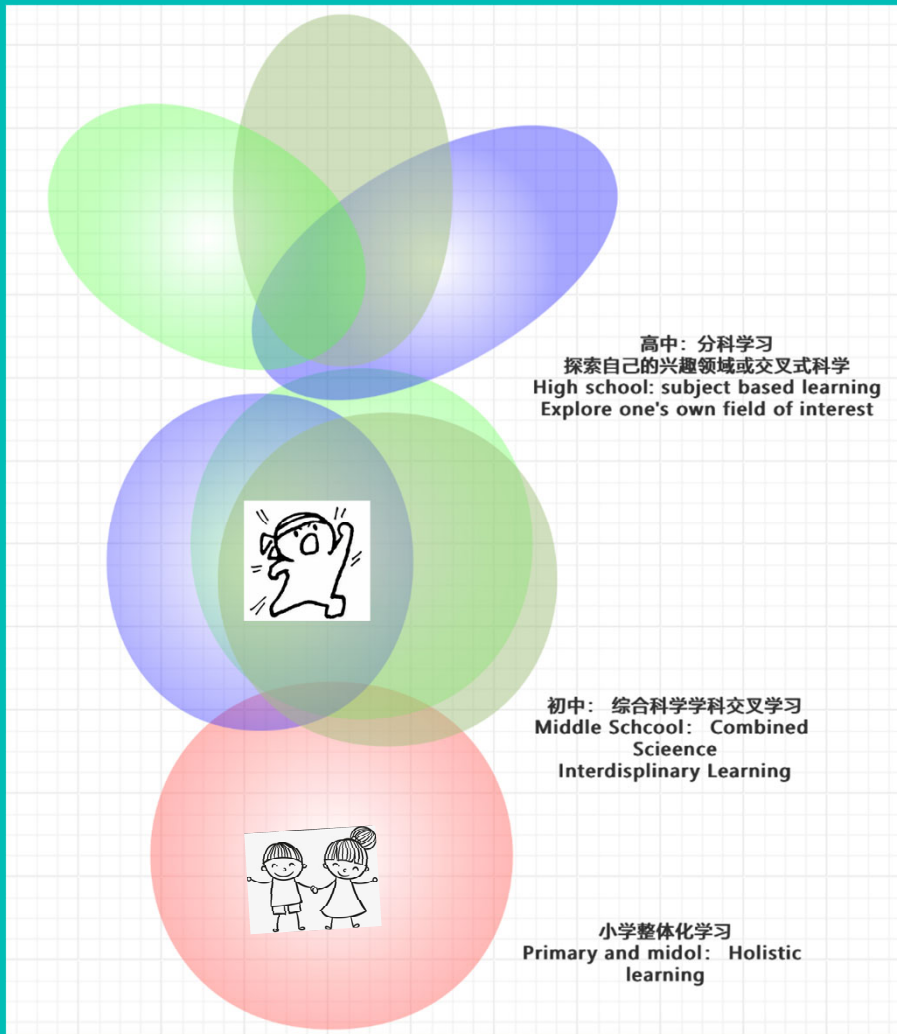 高中：分科学习
探索自己的兴趣领域或交叉式科学
High school: subject based learning
Explore one's own field of interest
初中： 综合科学学科交叉学习
Middle Schcool： Combined
Scieence
Interdisplinary Learning
小学整体化学习
Primary and midol： Holistic
learning